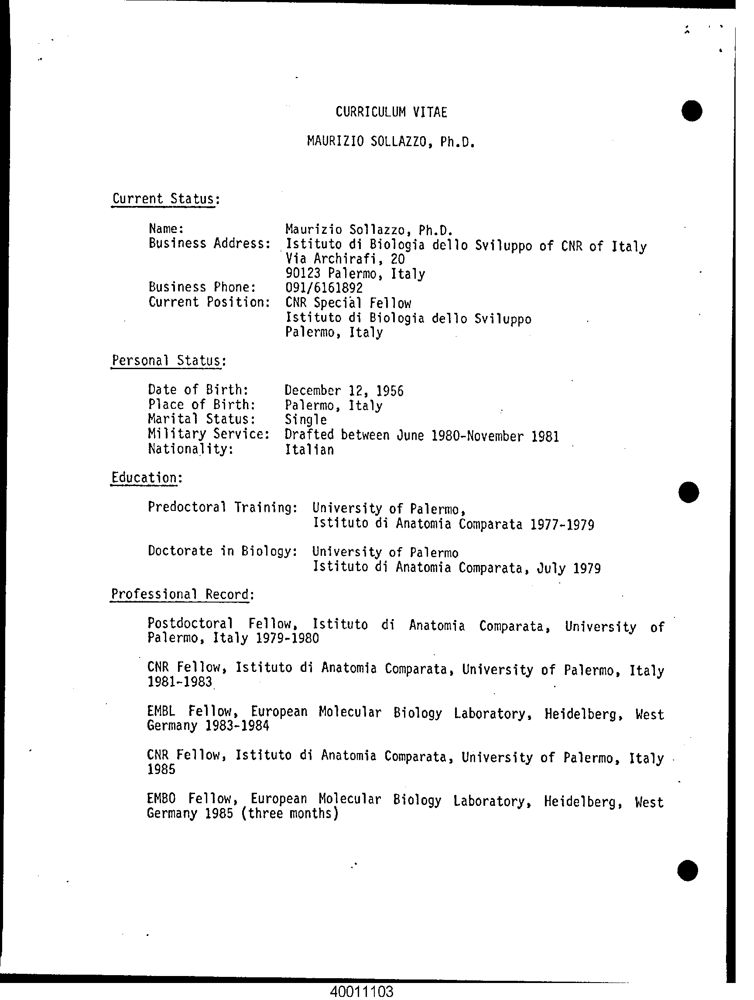 CURRICULUM VITAE
MAURIZIO SOLLAZZO, Ph.D.
Current Status:
Name: Maurizio Sollazzo, Ph.D.
Business Address: Istituto di Biologia dello Sviluppo of CNR of Italy
Via Archirafi, 20
90123 Palermo, Italy
Business Phone: 091/6161892
Current Position: CNR Special Fellow
Istituto di Biologia dello Sviluppo
Palermo, Italy
Personal Status:
Date of Birth: December 12, 1956
Place of Birth: Palermo, Italy
Marital Status: Single
Military Service: Drafted between June 1980-November 1981
Nationality: Italian
Education:
Predoctoral Training: University of Palermo,
Istituto di Anatomia Comparata 1977-1979
Doctorate in Biology: University of Palermo
Istituto di Anatomia Comparata, July 1979
Professional Record:
Postdoctoral Fellow, Istituto di Anatomia Comparata, University of
Palermo, Italy 1979-1980
CNR Fellow, Istituto di Anatomia Comparata, University of Palermo, Italy
1981-1983
EMBL Fellow, European Molecular Biology Laboratory, Heidelberg, West
Germany 1983-1984
CNR Fellow, Istituto di Anatomia Comparata, University of Palermo, Italy
1985
EMBO Fellow, European Molecular Biology Laboratory, Heidelberg, West
Germany 1985 (three months)
40011103